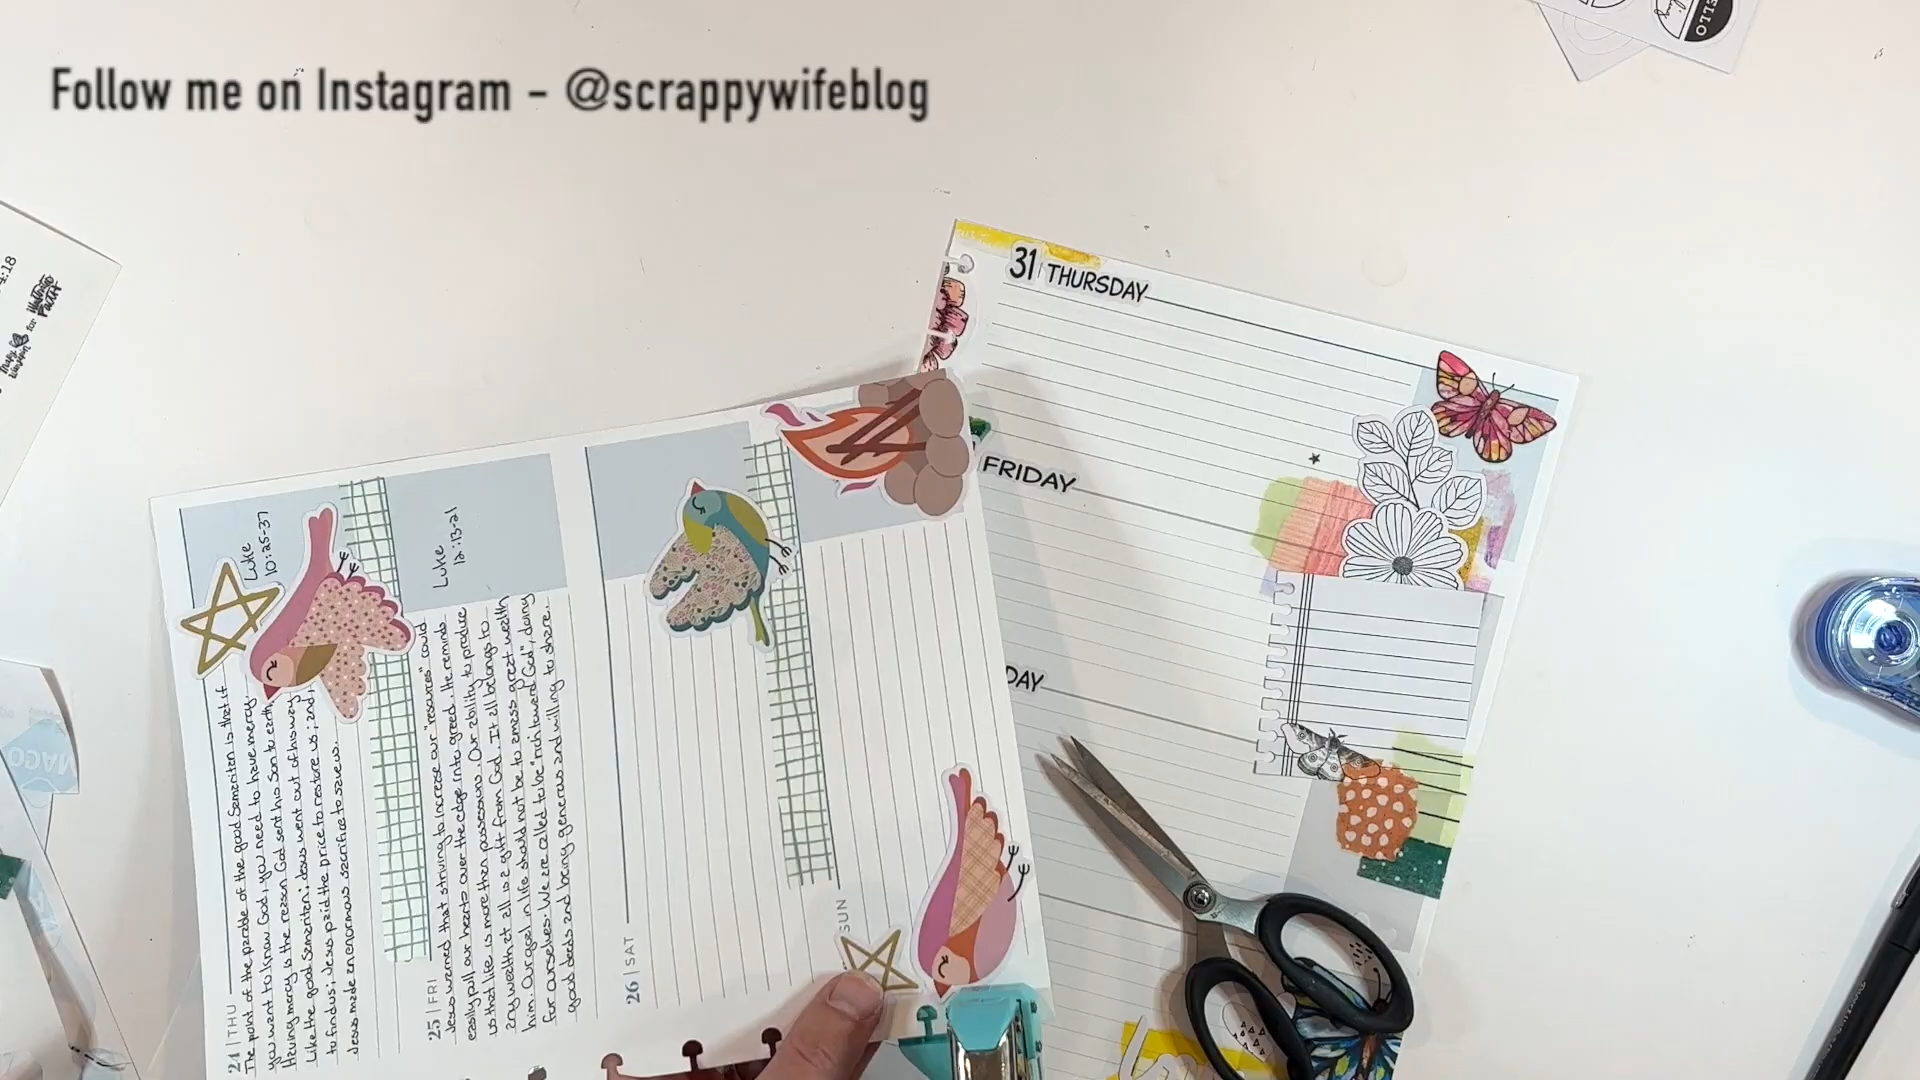 Follow me on Instagram - @scrappywifeblog
HELLO
4:18
for
31 THURSDAY
FRIDAY
DAY
Luke
10:25-37
24 | THU
The point of the parable of the good Samaritan is that if
you want to know God, you need to have mercy.
Having mercy is the reason God sent his Son to earth.
Like the good Samaritan; Jesus went out of his way
to find us; Jesus paid the price to restore us; and,
Jesus made an enormous sacrifice to save us.
Luke
12:13-21
25 | FRI
Jesus warned that striving to increase our "resources" could
easily pull our hearts over the edge into greed. He reminds
us that life is more than possessions. Our ability to produce
any wealth at all is a gift from God. It all belongs to
him. Our goal in life should not be to amass great wealth
for ourselves. We are called to be "rich toward God", doing
good deeds and being generous and willing to share.
26 | SAT
SUN